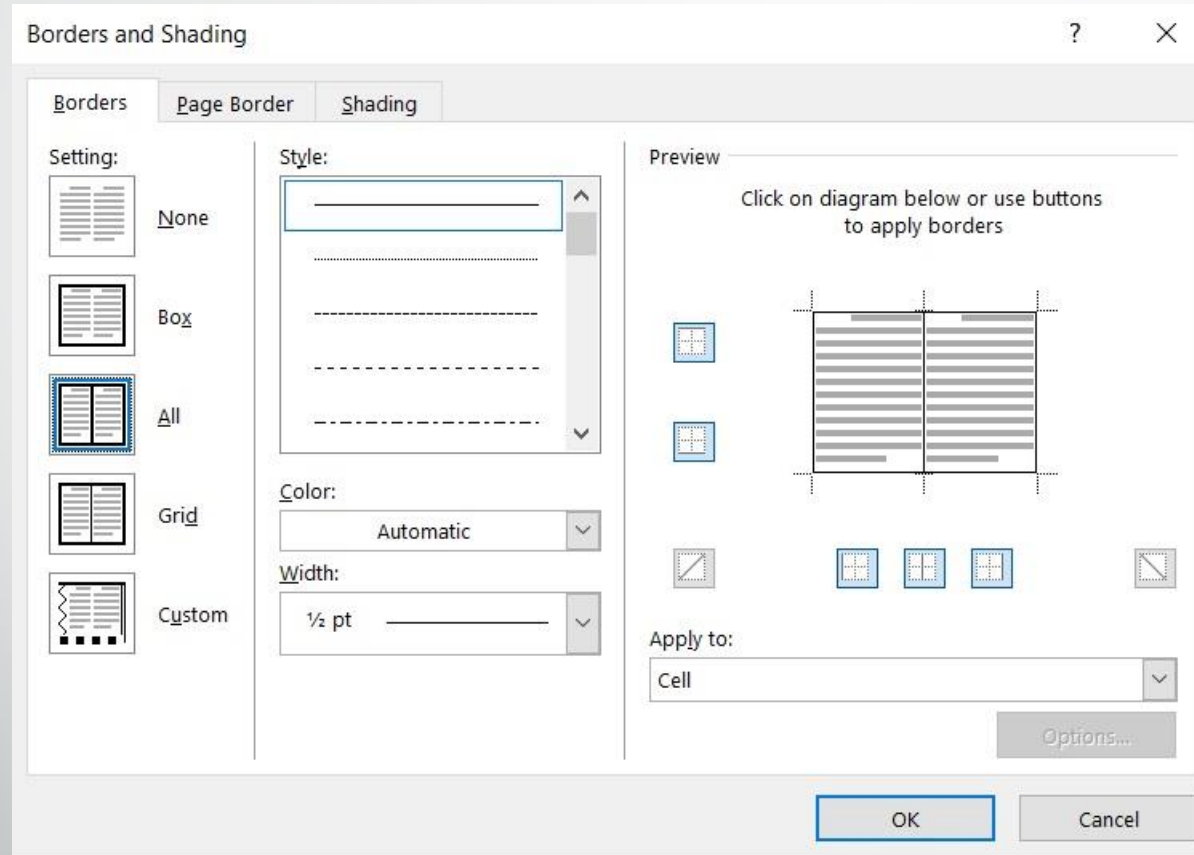 Borders and Shading
?
Borders
Page Border
Shading
Setting:
None
Box
All
Grid
Custom
Style:
Color:
Automatic
Width:
½ pt
Preview
Click on diagram below or use buttons
to apply borders
Apply to:
Cell
Options...
OK
Cancel